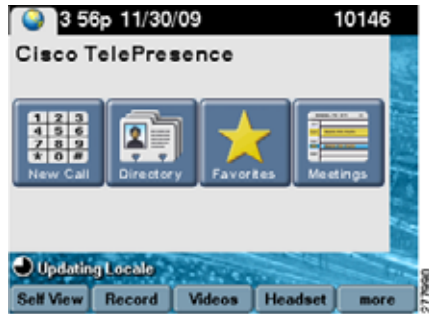 3 56p 11/30/09 10146
Cisco TelePresence
1 2 3
4 5 6
7 8 9
* 0 #
New Call Directory Favorites Meetings
Updating Locale
Self View Record Videos Headset more
277990